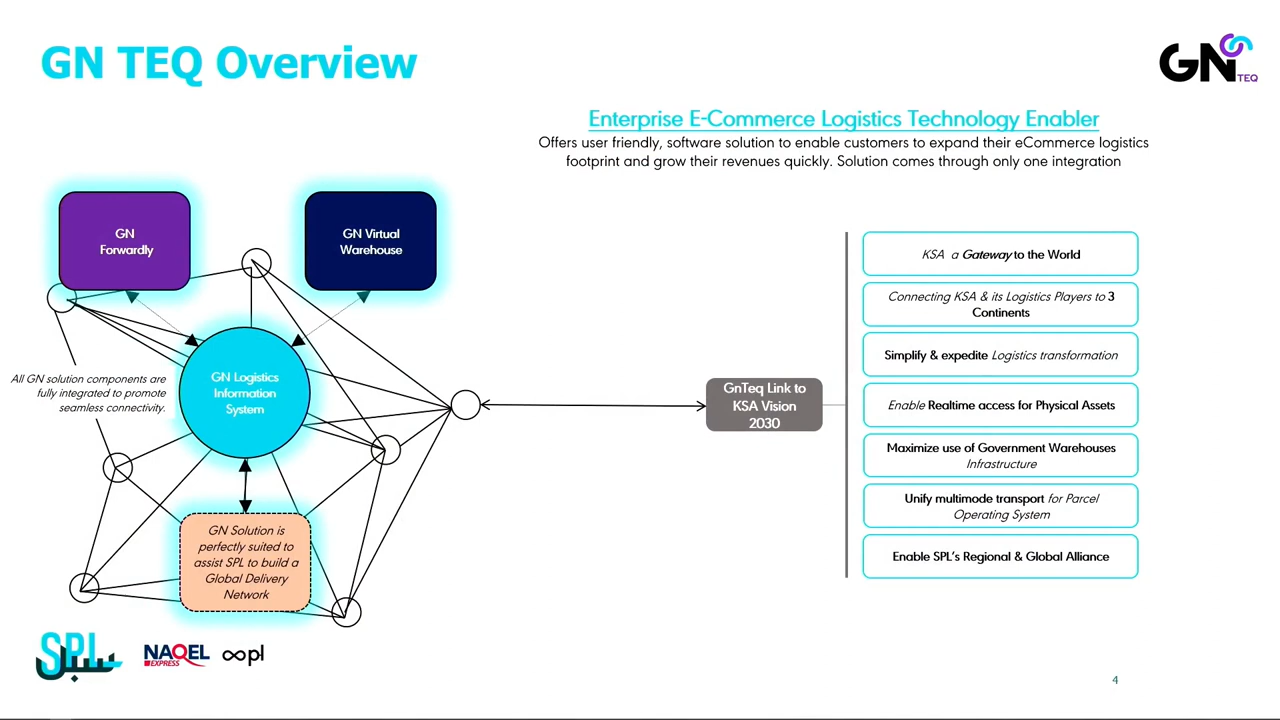 GN TEQ Overview
GN
TEQ
Enterprise E-Commerce Logistics Technology Enabler
Offers user friendly, software solution to enable customers to expand their eCommerce logistics
footprint and grow their revenues quickly. Solution comes through only one integration
GN
Forwardly
GN Virtual
Warehouse
GN Logistics
Information
System
All GN solution components are
fully integrated to promote
seamless connectivity.
GN Solution is
perfectly suited to
assist SPL to build a
Global Delivery
Network
GnTeq Link to
KSA Vision
2030
KSA a Gateway to the World
Connecting KSA & its Logistics Players to 3
Continents
Simplify & expedite Logistics transformation
Enable Realtime access for Physical Assets
Maximize use of Government Warehouses
Infrastructure
Unify multimode transport for Parcel
Operating System
Enable SPL's Regional & Global Alliance
SPL
سبل
NAQEL
EXPRESS
pl
4